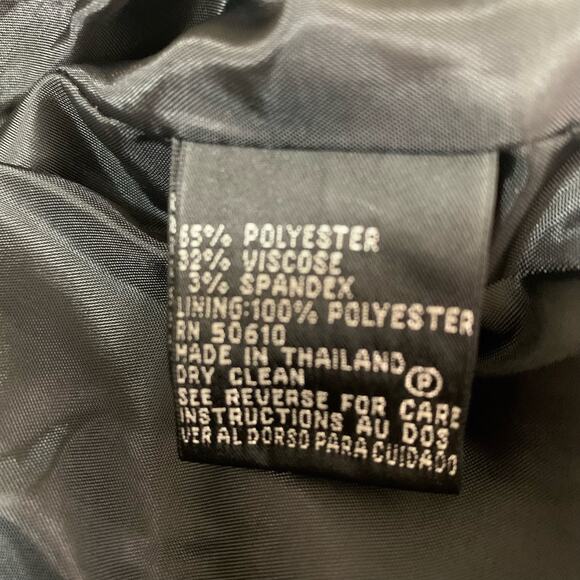 65% POLYESTER
32% VISCOSE
3% SPANDEX
LINING:100% POLYESTER
RN 50610
MADE IN THAILAND
DRY CLEAN P
SEE REVERSE FOR CARE
INSTRUCTIONS AU DOS
VER AL DORSO PARA CUIDADO